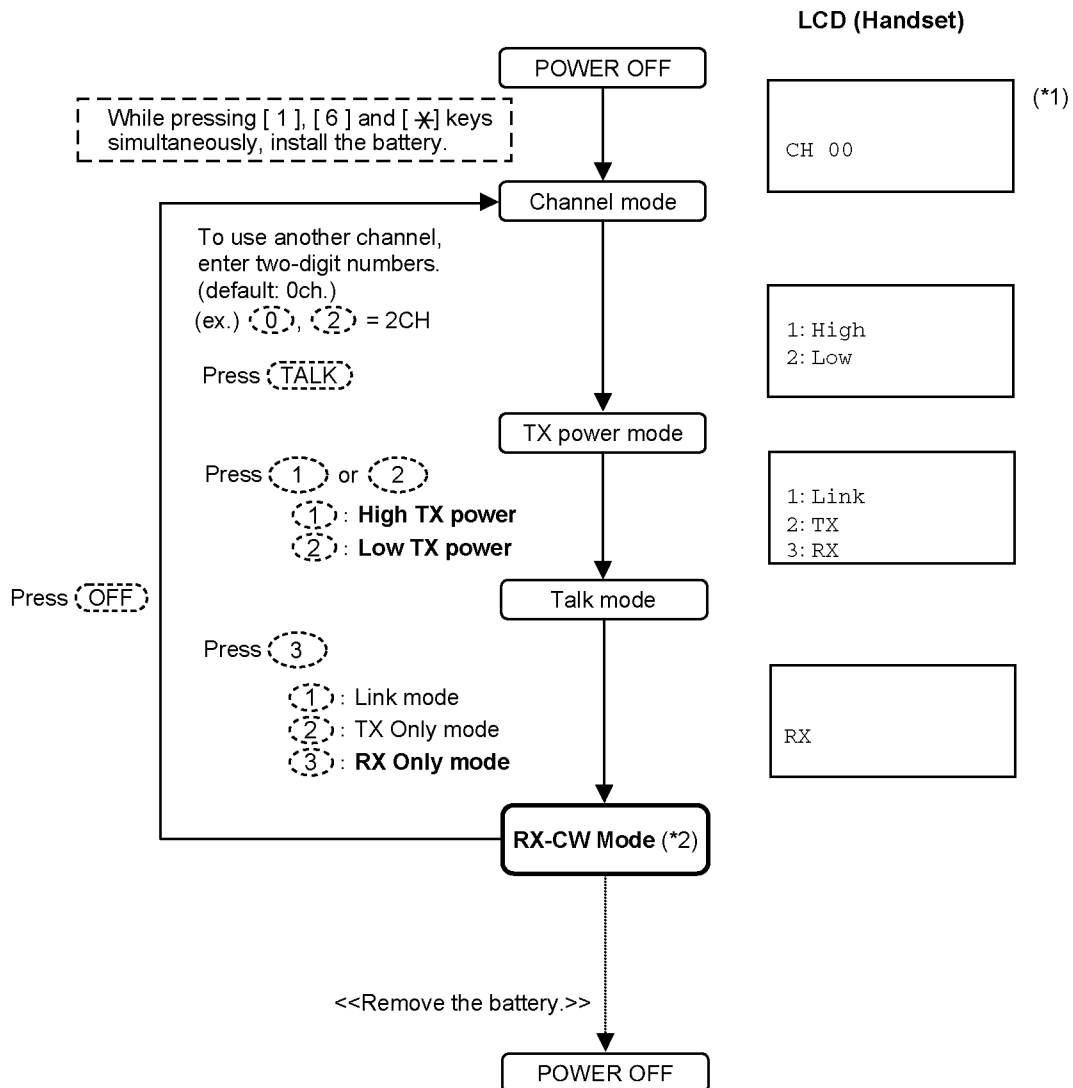 LCD (Handset)
POWER OFF
(*1)
While pressing [ 1 ], [ 6 ] and [ ✳] keys
simultaneously, install the battery.
CH 00
Channel mode
To use another channel,
enter two-digit numbers.
(default: 0ch.)
(ex.) 0, 2 = 2CH
1: High
2: Low
Press TALK
TX power mode
Press 1 or 2
1 : High TX power
2 : Low TX power
1: Link
2: TX
3: RX
Press OFF
Talk mode
Press 3
1 : Link mode
2 : TX Only mode
3 : RX Only mode
RX
RX-CW Mode (*2)
<<Remove the battery.>>
POWER OFF